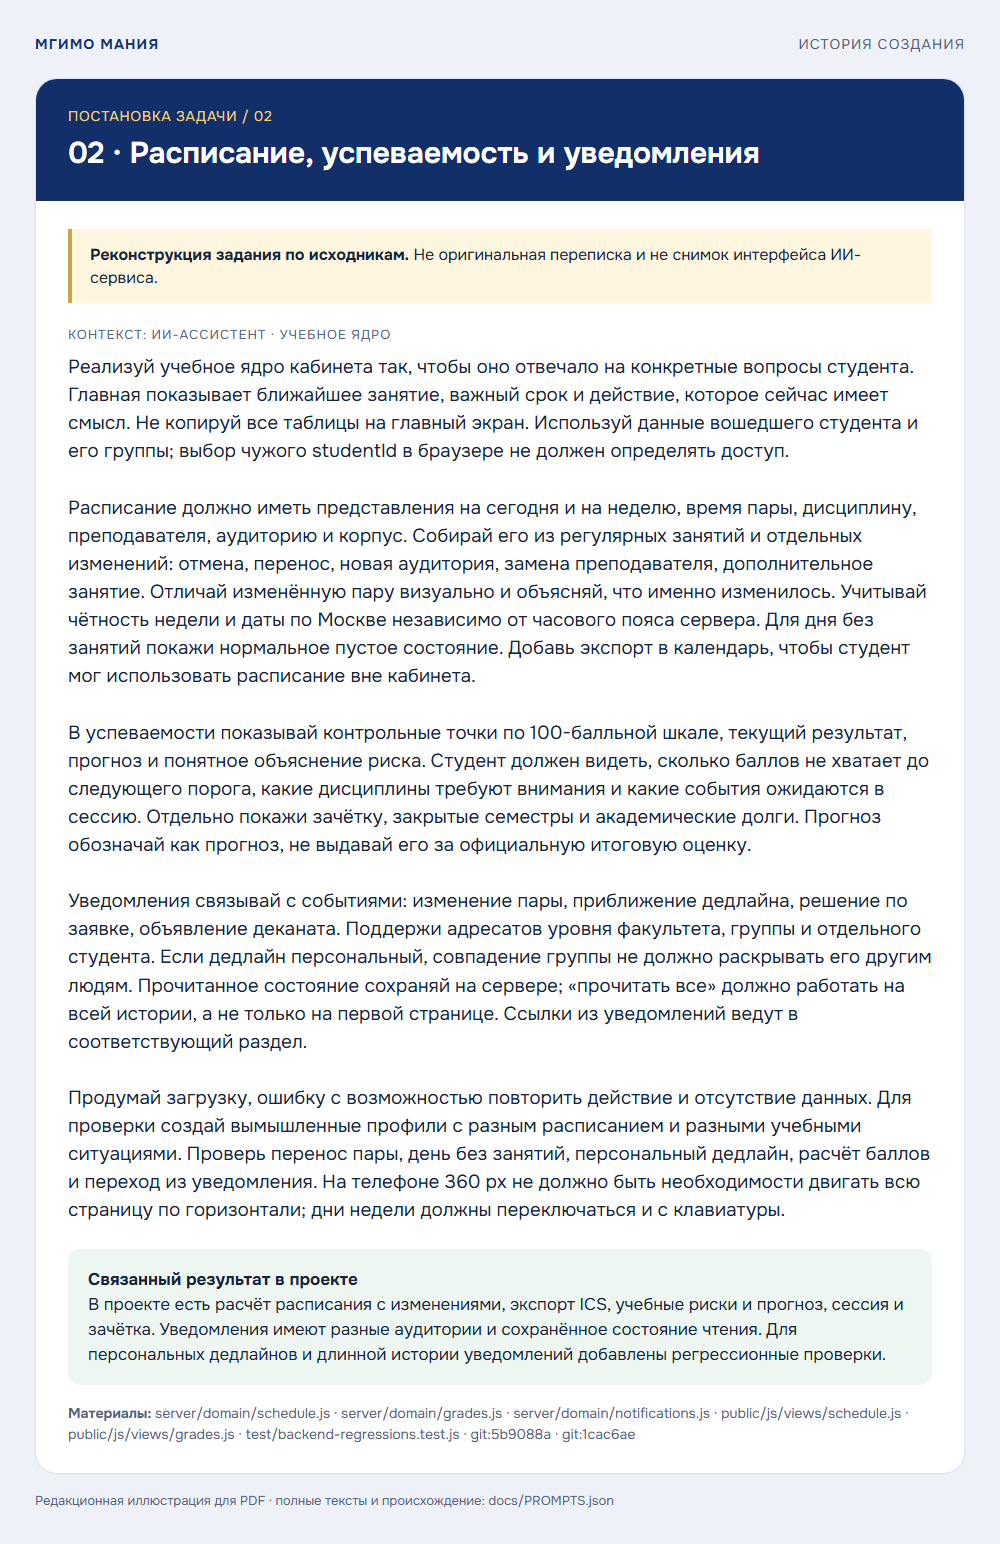 МГИМО МАНИЯ
ИСТОРИЯ СОЗДАНИЯ
ПОСТАНОВКА ЗАДАЧИ / 02
02 · Расписание, успеваемость и уведомления
Реконструкция задания по исходникам. Не оригинальная переписка и не снимок интерфейса ИИ-
сервиса.
КОНТЕКСТ: ИИ-АССИСТЕНТ · УЧЕБНОЕ ЯДРО
Реализуй учебное ядро кабинета так, чтобы оно отвечало на конкретные вопросы студента.
Главная показывает ближайшее занятие, важный срок и действие, которое сейчас имеет
смысл. Не копируй все таблицы на главный экран. Используй данные вошедшего студента и
его группы; выбор чужого studentId в браузере не должен определять доступ.
Расписание должно иметь представления на сегодня и на неделю, время пары, дисциплину,
преподавателя, аудиторию и корпус. Собирай его из регулярных занятий и отдельных
изменений: отмена, перенос, новая аудитория, замена преподавателя, дополнительное
занятие. Отличай изменённую пару визуально и объясняй, что именно изменилось. Учитывай
чётность недели и даты по Москве независимо от часового пояса сервера. Для дня без
занятий покажи нормальное пустое состояние. Добавь экспорт в календарь, чтобы студент
мог использовать расписание вне кабинета.
В успеваемости показывай контрольные точки по 100-балльной шкале, текущий результат,
прогноз и понятное объяснение риска. Студент должен видеть, сколько баллов не хватает до
следующего порога, какие дисциплины требуют внимания и какие события ожидаются в
сессию. Отдельно покажи зачётку, закрытые семестры и академические долги. Прогноз
обозначай как прогноз, не выдавай его за официальную итоговую оценку.
Уведомления связывай с событиями: изменение пары, приближение дедлайна, решение по
заявке, объявление деканата. Поддержи адресатов уровня факультета, группы и отдельного
студента. Если дедлайн персональный, совпадение группы не должно раскрывать его другим
людям. Прочитанное состояние сохраняй на сервере; «прочитать все» должно работать на
всей истории, а не только на первой странице. Ссылки из уведомлений ведут в
соответствующий раздел.
Продумай загрузку, ошибку с возможностью повторить действие и отсутствие данных. Для
проверки создай вымышленные профили с разным расписанием и разными учебными
ситуациями. Проверь перенос пары, день без занятий, персональный дедлайн, расчёт баллов
и переход из уведомления. На телефоне 360 px не должно быть необходимости двигать всю
страницу по горизонтали; дни недели должны переключаться и с клавиатуры.
Связанный результат в проекте
В проекте есть расчёт расписания с изменениями, экспорт ICS, учебные риски и прогноз, сессия и
зачётка. Уведомления имеют разные аудитории и сохранённое состояние чтения. Для
персональных дедлайнов и длинной истории уведомлений добавлены регрессионные проверки.
Материалы: server/domain/schedule.js · server/domain/grades.js · server/domain/notifications.js · public/js/views/schedule.js ·
public/js/views/grades.js · test/backend-regressions.test.js · git:5b9088a · git:1cac6ae
Редакционная иллюстрация для PDF · полные тексты и происхождение: docs/PROMPTS.json